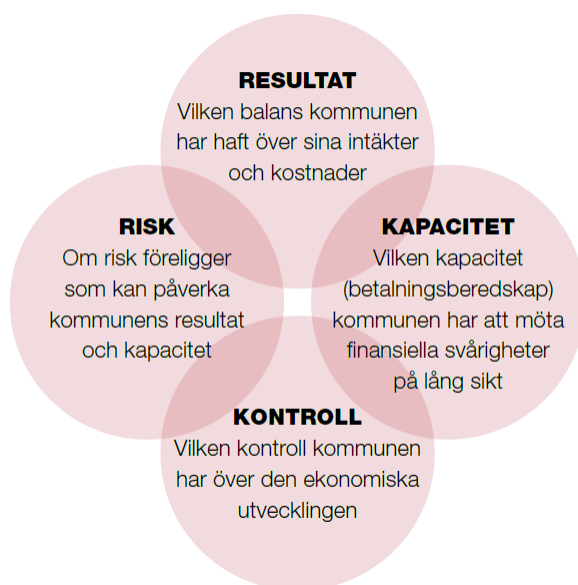 RESULTAT
Vilken balans kommunen
har haft över sina intäkter
och kostnader
RISK
Om risk föreligger
som kan påverka
kommunens resultat
och kapacitet
KAPACITET
Vilken kapacitet
(betalningsberedskap)
kommunen har att möta
finansiella svårigheter
på lång sikt
KONTROLL
Vilken kontroll kommunen
har över den ekonomiska
utvecklingen